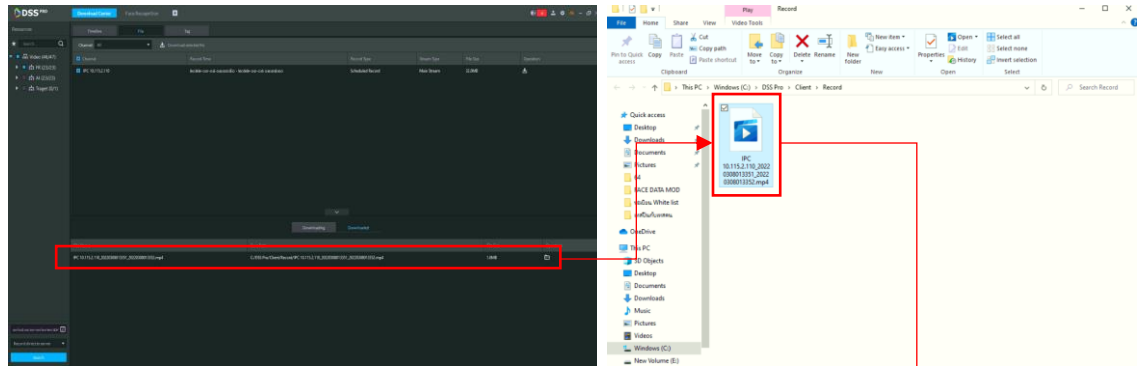 DSS PRO
Download Center
Face Recognition
Resources
Timeline
File
Tag
Search...
Channel
All
Record Time
Record Type
Stream Type
File Size
Operation
IPC 10.115.2.110
Scheduled Record
Main Stream
Downloading
Downloaded
IPC 10.115.2.110_20220308013351_20220308013352.mp4
1.0MB
Search
Play
Record
File
Home
Share
View
Video Tools
Pin to Quick access
Copy
Paste
Cut
Copy path
Paste shortcut
Move to
Copy to
Delete
Rename
New folder
New item
Easy access
Properties
Open
Edit
History
Select all
Select none
Invert selection
Clipboard
Organize
New
Open
Select
This PC > Windows (C:) > DSS Pro > Client > Record
Search Record
Quick access
Desktop
Downloads
Documents
Pictures
64
FACE DATA MOD
OneDrive
This PC
3D Objects
Desktop
Documents
Downloads
Music
Pictures
Videos
Windows (C:)
New Volume (E:)
IPC
10.115.2.110_2022
0308013351_2022
0308013352.mp4